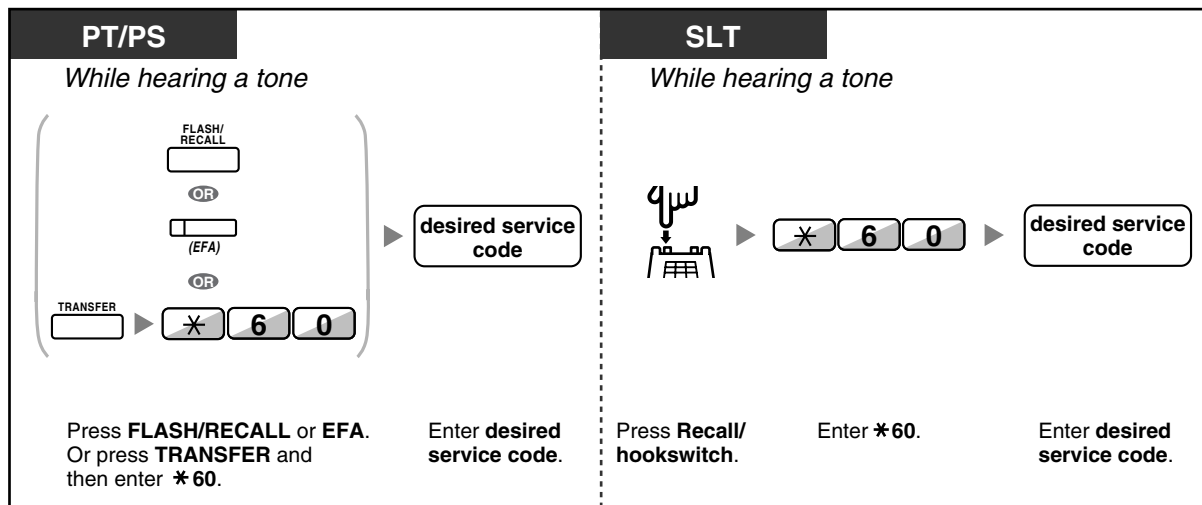 PT/PS
While hearing a tone
FLASH/
RECALL
OR
(EFA)
OR
TRANSFER
* 6 0
desired service
code
Press FLASH/RECALL or EFA.
Or press TRANSFER and
then enter *60.
Enter desired
service code.
SLT
While hearing a tone
* 6 0
desired service
code
Press Recall/
hookswitch.
Enter *60.
Enter desired
service code.